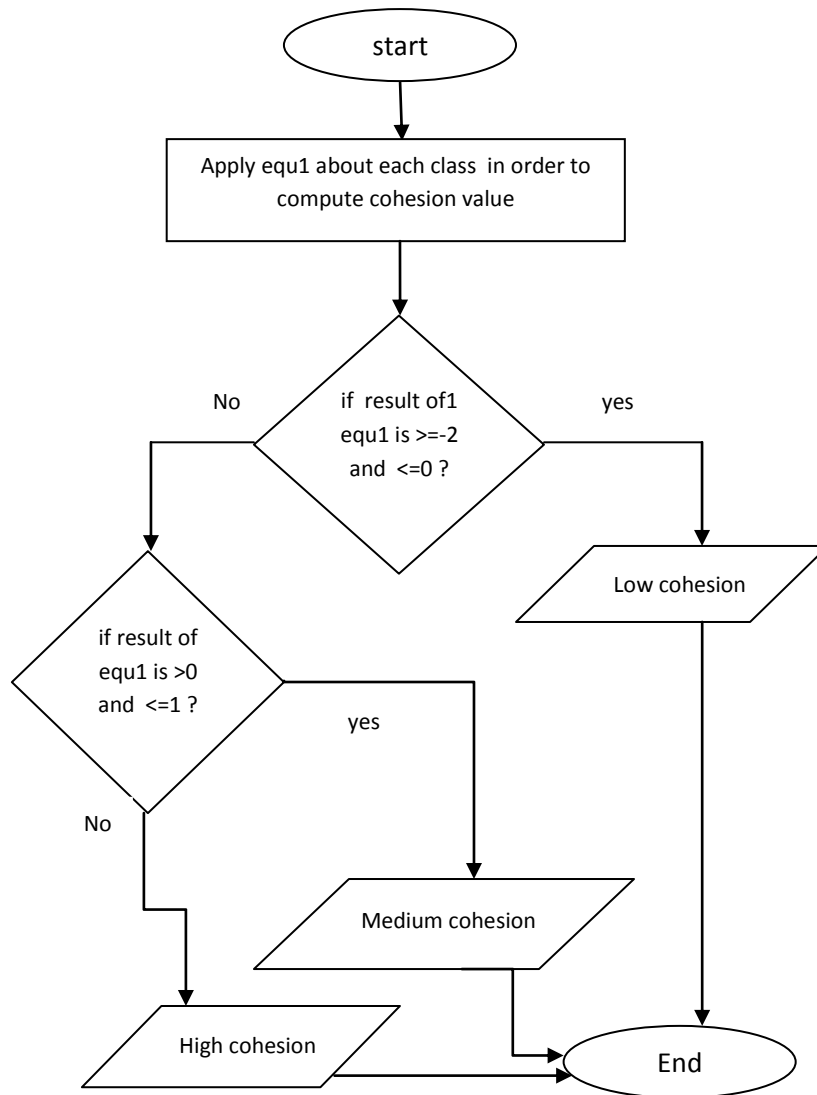 start
Apply equ1 about each class in order to
compute cohesion value
No
if result of1
equ1 is >=-2
and <=0 ?
yes
Low cohesion
if result of
equ1 is >0
and <=1 ?
yes
No
Medium cohesion
High cohesion
End